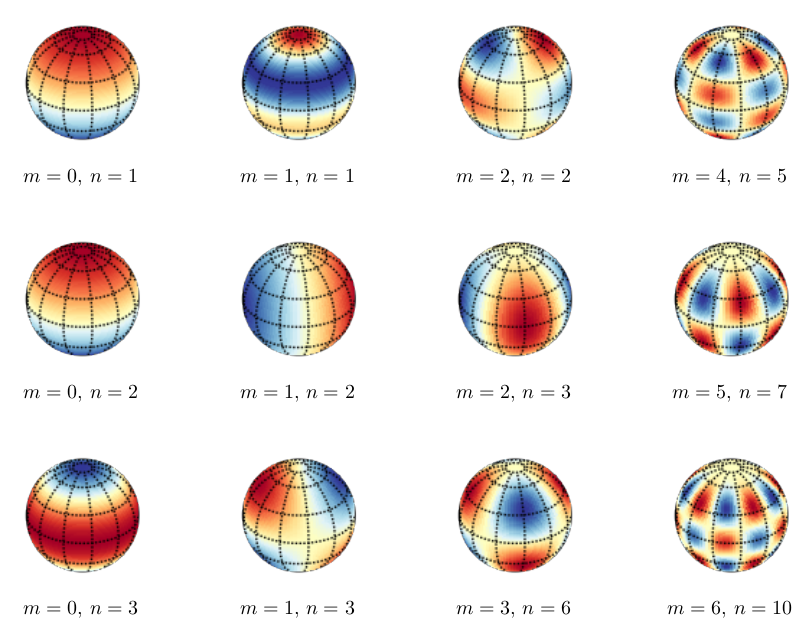 m = 0, n = 1
m = 1, n = 1
m = 2, n = 2
m = 4, n = 5
m = 0, n = 2
m = 1, n = 2
m = 2, n = 3
m = 5, n = 7
m = 0, n = 3
m = 1, n = 3
m = 3, n = 6
m = 6, n = 10